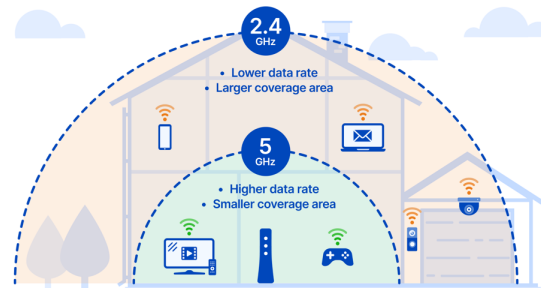 2.4
GHz
• Lower data rate
• Larger coverage area
5
GHz
• Higher data rate
• Smaller coverage area